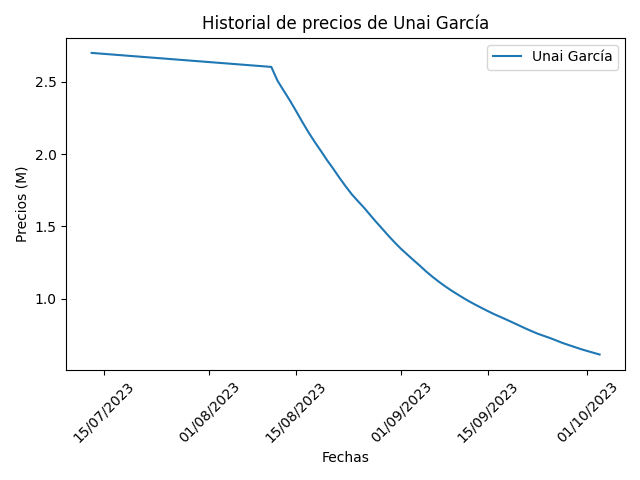 Historial de precios de Unai García
Unai García
Precios (M)
2.5
2.0
1.5
1.0
15/07/2023
01/08/2023
15/08/2023
01/09/2023
15/09/2023
01/10/2023
Fechas